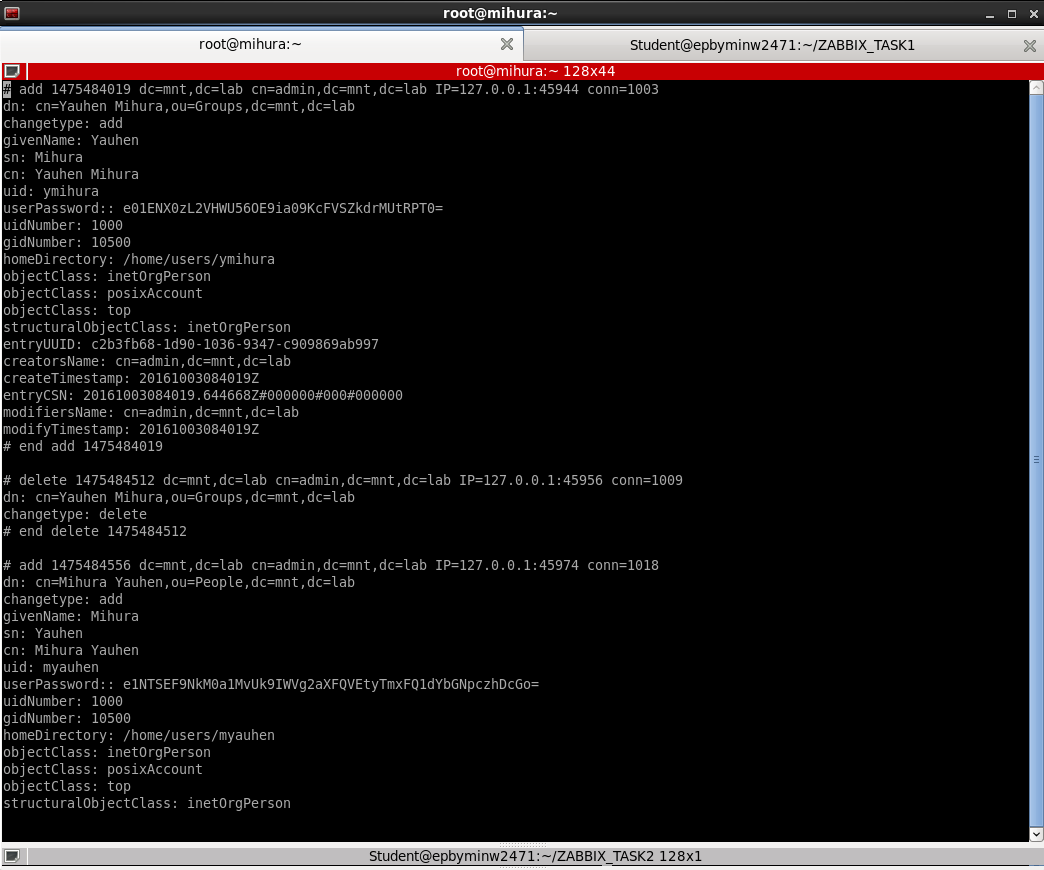 root@mihura:~
root@mihura:~
Student@epbyminw2471:~/ZABBIX_TASK1
root@mihura:~ 128x44
# add 1475484019 dc=mnt,dc=lab cn=admin,dc=mnt,dc=lab IP=127.0.0.1:45944 conn=1003
dn: cn=Yauhen Mihura,ou=Groups,dc=mnt,dc=lab
changetype: add
givenName: Yauhen
sn: Mihura
cn: Yauhen Mihura
uid: ymihura
userPassword:: e01ENX0zL2VHWU56OE9ia09KcFVSZkdrMUtRPT0=
uidNumber: 1000
gidNumber: 10500
homeDirectory: /home/users/ymihura
objectClass: inetOrgPerson
objectClass: posixAccount
objectClass: top
structuralObjectClass: inetOrgPerson
entryUUID: c2b3fb68-1d90-1036-9347-c909869ab997
creatorsName: cn=admin,dc=mnt,dc=lab
createTimestamp: 20161003084019Z
entryCSN: 20161003084019.644668Z#000000#000#000000
modifiersName: cn=admin,dc=mnt,dc=lab
modifyTimestamp: 20161003084019Z
# end add 1475484019
# delete 1475484512 dc=mnt,dc=lab cn=admin,dc=mnt,dc=lab IP=127.0.0.1:45956 conn=1009
dn: cn=Yauhen Mihura,ou=Groups,dc=mnt,dc=lab
changetype: delete
# end delete 1475484512
# add 1475484556 dc=mnt,dc=lab cn=admin,dc=mnt,dc=lab IP=127.0.0.1:45974 conn=1018
dn: cn=Mihura Yauhen,ou=People,dc=mnt,dc=lab
changetype: add
givenName: Mihura
sn: Yauhen
cn: Mihura Yauhen
uid: myauhen
userPassword:: e1NTSEF9NkM0a1MvUk9IWVg2aXFQVEtyTmxFQ1dYbGNpczhDcGo=
uidNumber: 1000
gidNumber: 10500
homeDirectory: /home/users/myauhen
objectClass: inetOrgPerson
objectClass: posixAccount
objectClass: top
structuralObjectClass: inetOrgPerson
Student@epbyminw2471:~/ZABBIX_TASK2 128x1